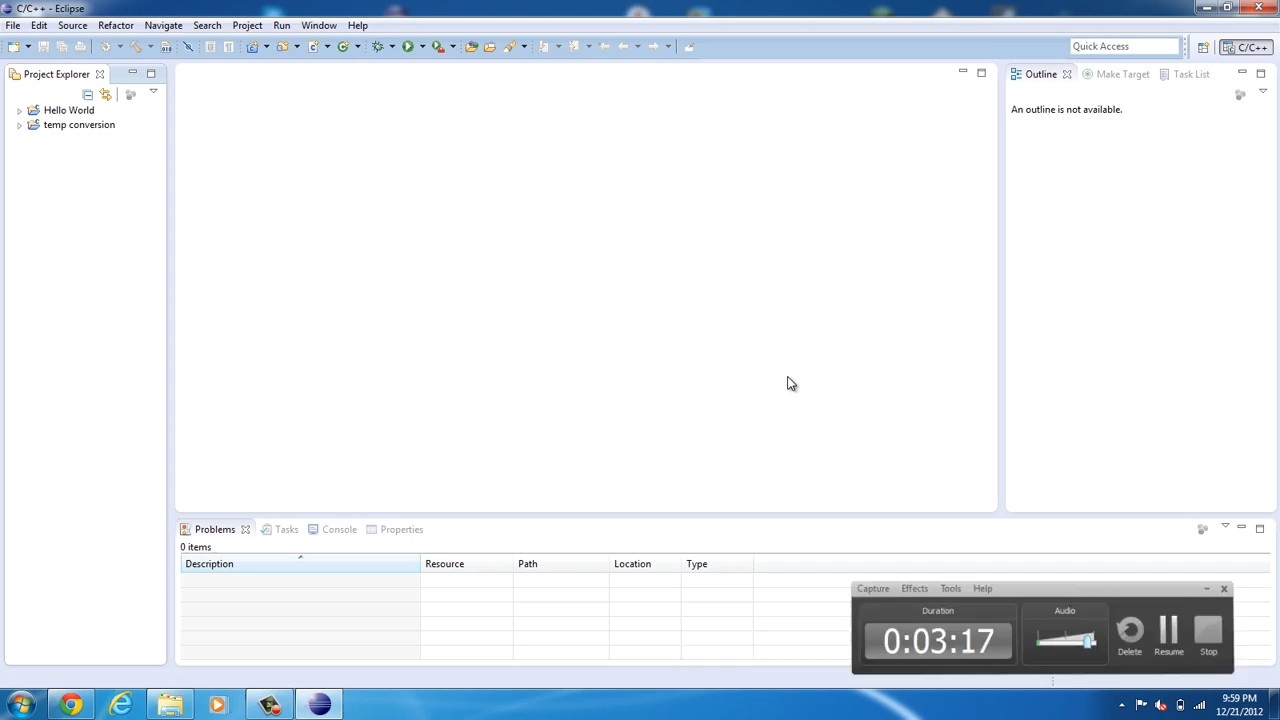 C/C++ - Eclipse
File Edit Source Refactor Navigate Search Project Run Window Help
Quick Access
C/C++
Project Explorer
Hello World
temp conversion
Outline Make Target Task List
An outline is not available.
Problems Tasks Console Properties
0 items
Description Resource Path Location Type
Capture Effects Tools Help
Duration Audio
0:03:17
Delete Resume Stop
9:59 PM
12/21/2012